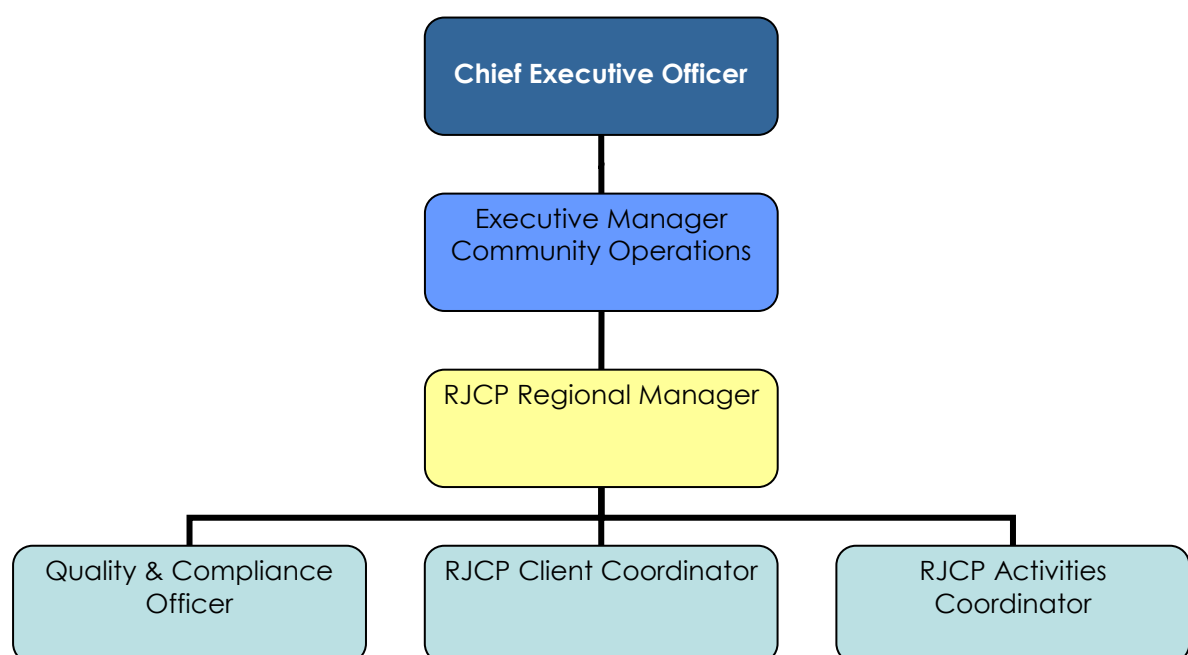 Chief Executive Officer
Executive Manager
Community Operations
RJCP Regional Manager
Quality & Compliance
Officer
RJCP Client Coordinator
RJCP Activities
Coordinator